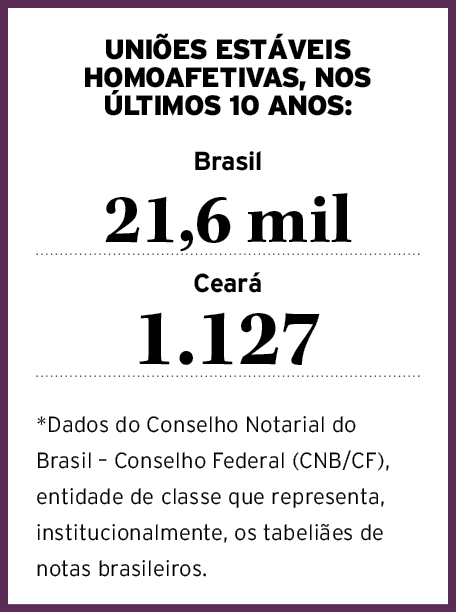 UNIÕES ESTÁVEIS
HOMOAFETIVAS, NOS
ÚLTIMOS 10 ANOS:
Brasil
21,6 mil
Ceará
1.127
*Dados do Conselho Notarial do
Brasil – Conselho Federal (CNB/CF),
entidade de classe que representa,
institucionalmente, os tabeliães de
notas brasileiros.